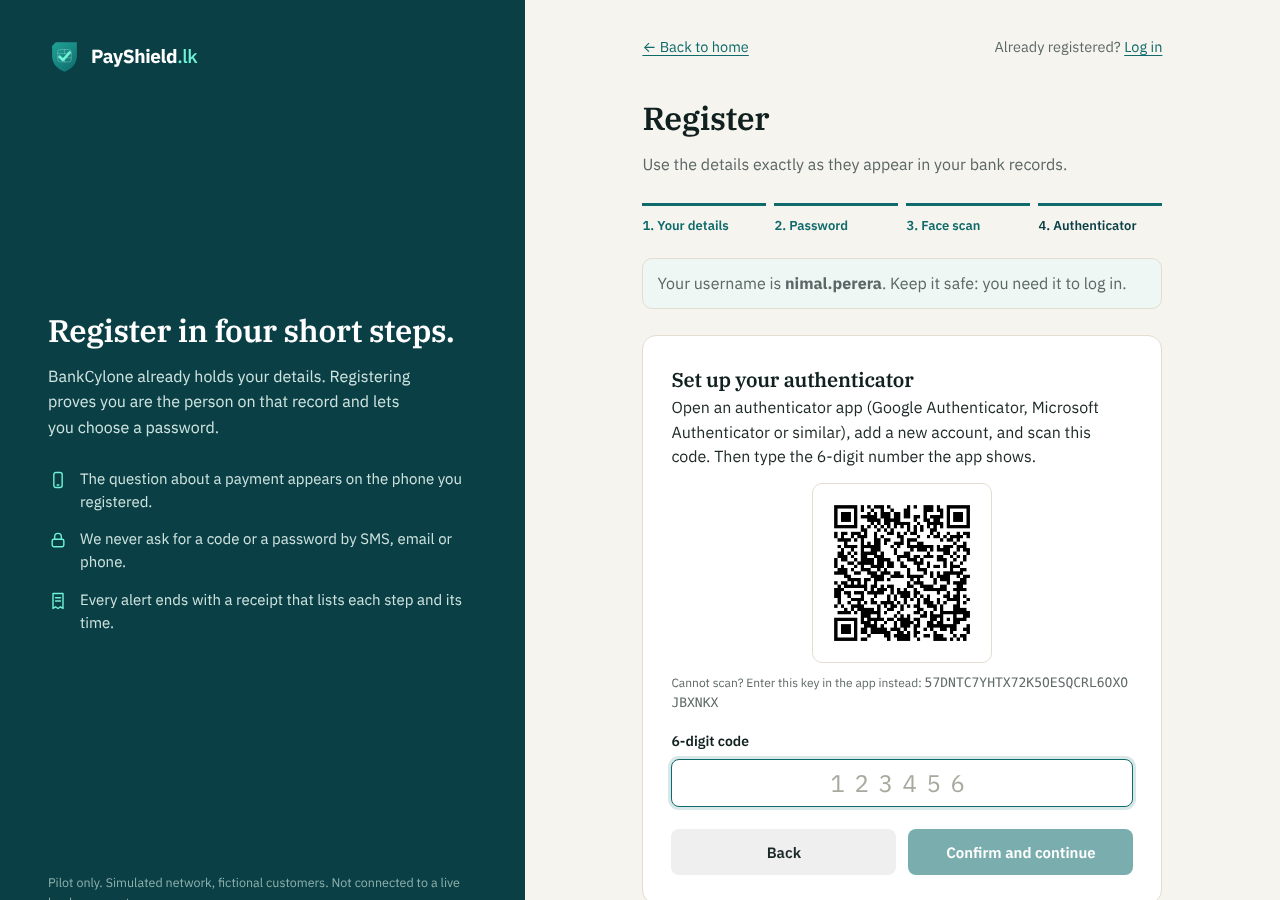 PayShield.lk
Register in four short steps.
BankCylone already holds your details. Registering
proves you are the person on that record and lets
you choose a password.
The question about a payment appears on the phone you
registered.
We never ask for a code or a password by SMS, email or
phone.
Every alert ends with a receipt that lists each step and its
time.
Pilot only. Simulated network, fictional customers. Not connected to a live
← Back to home
Already registered? Log in
Register
Use the details exactly as they appear in your bank records.
1. Your details
2. Password
3. Face scan
4. Authenticator
Your username is nimal.perera. Keep it safe: you need it to log in.
Set up your authenticator
Open an authenticator app (Google Authenticator, Microsoft
Authenticator or similar), add a new account, and scan this
code. Then type the 6-digit number the app shows.
Cannot scan? Enter this key in the app instead: 57DNTC7YHTX72K5OESQCRL6OXO
JBXNKX
6-digit code
123456
Back
Confirm and continue